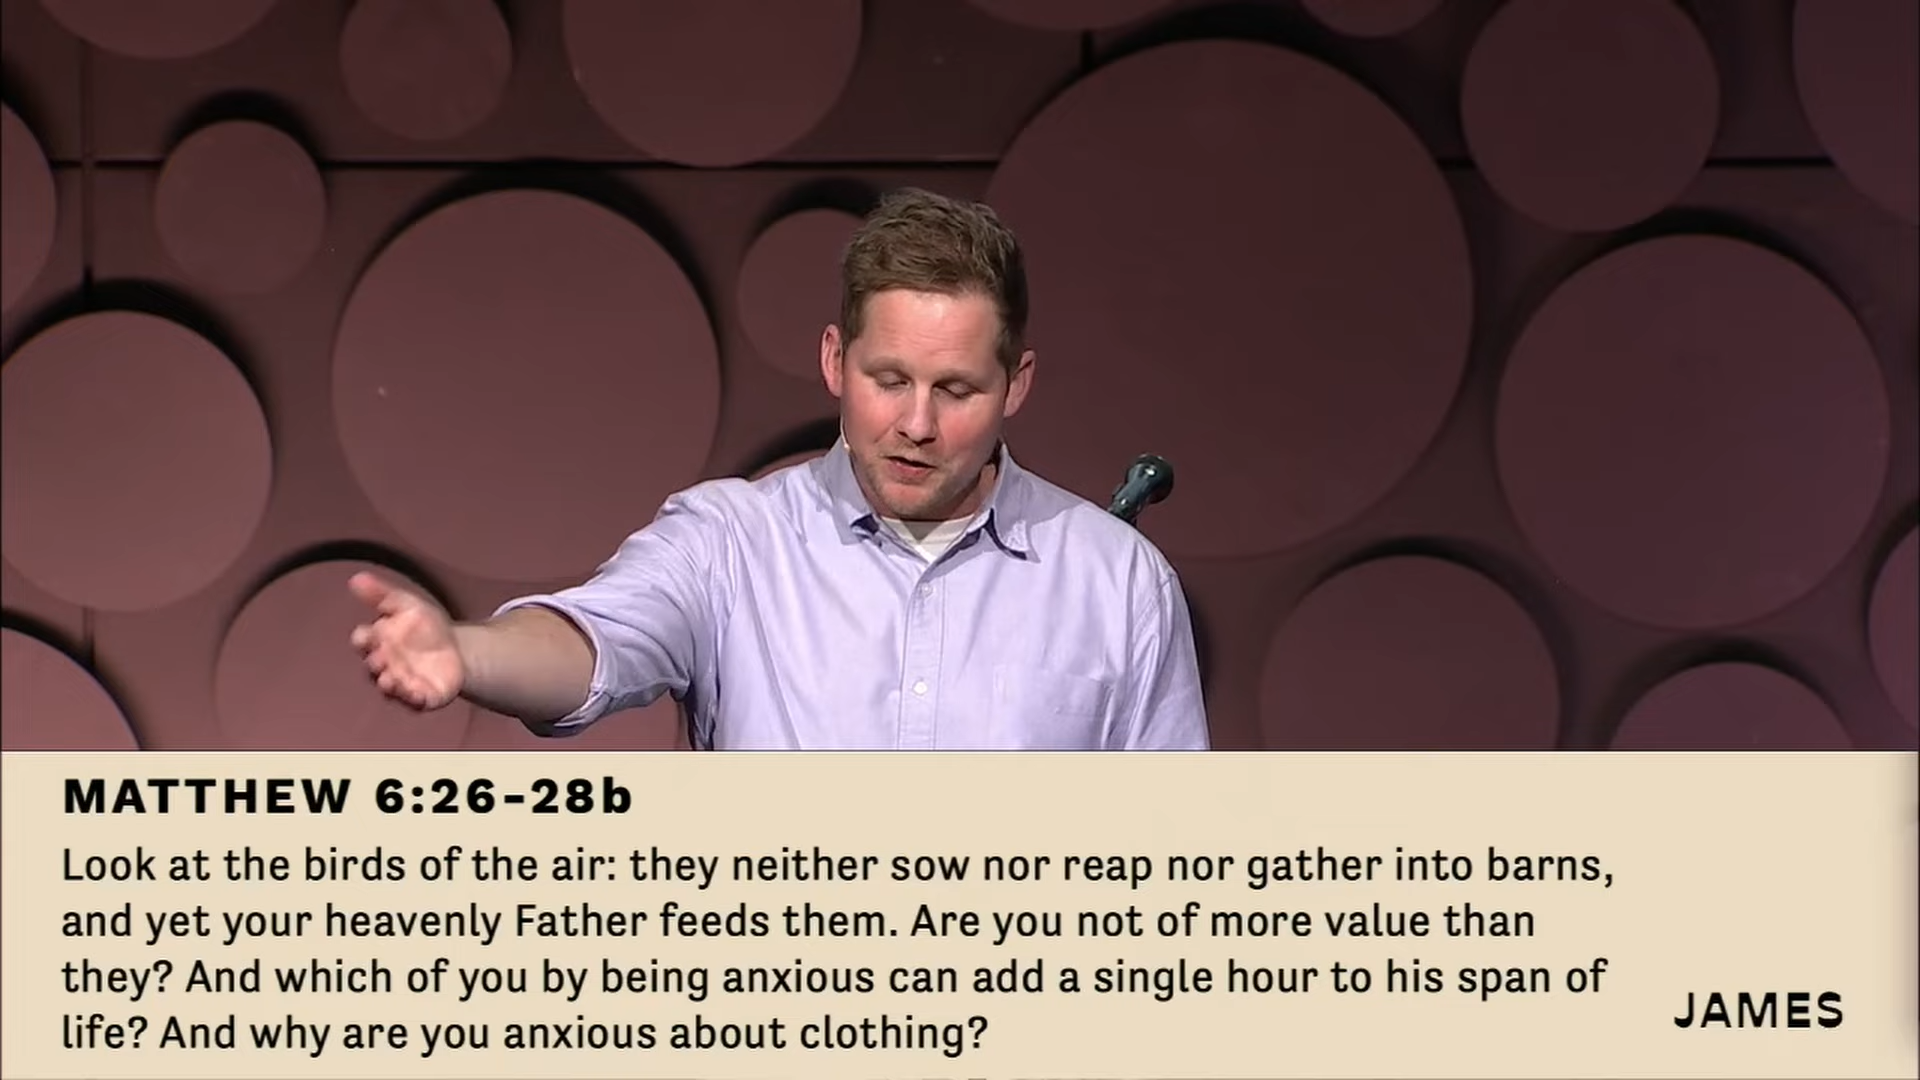 MATTHEW 6:26-28b
Look at the birds of the air: they neither sow nor reap nor gather into barns,
and yet your heavenly Father feeds them. Are you not of more value than
they? And which of you by being anxious can add a single hour to his span of
life? And why are you anxious about clothing?
JAMES